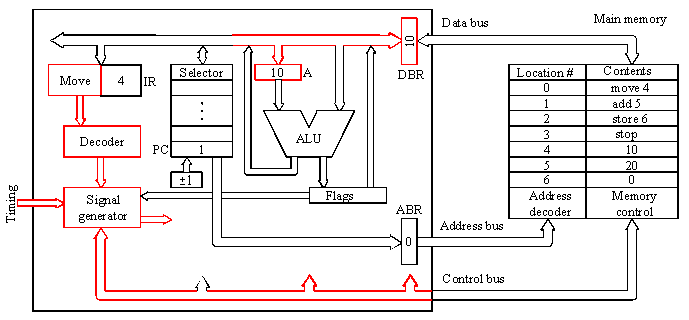 Data bus
Main memory
10
DBR
Move 4 IR
Selector
10 A
Location # Contents
0 move 4
1 add 5
2 store 6
3 stop
4 10
5 20
6 0
Address decoder
Memory control
Decoder
ALU
PC 1
±1
Flags
Timing
Signal generator
ABR
0
Address bus
Control bus